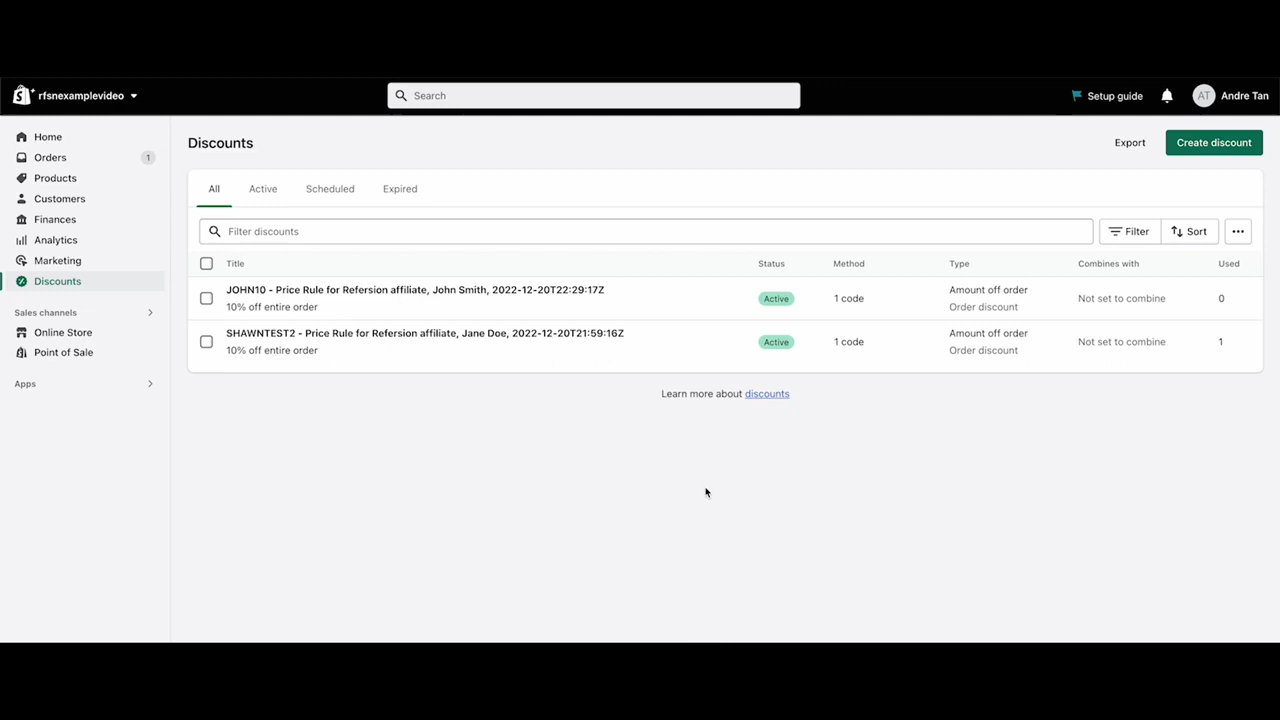 rfsnexamplevideo
Search
Setup guide
AT
Andre Tan
Home
Orders
1
Products
Customers
Finances
Analytics
Marketing
Discounts
Sales channels
Online Store
Point of Sale
Apps
Discounts
Export
Create discount
All
Active
Scheduled
Expired
Filter discounts
Filter
Sort
Title
Status
Method
Type
Combines with
Used
JOHN10 - Price Rule for Refersion affiliate, John Smith, 2022-12-20T22:29:17Z
10% off entire order
Active
1 code
Amount off order
Order discount
Not set to combine
0
SHAWNTEST2 - Price Rule for Refersion affiliate, Jane Doe, 2022-12-20T21:59:16Z
10% off entire order
Active
1 code
Amount off order
Order discount
Not set to combine
1
Learn more about discounts